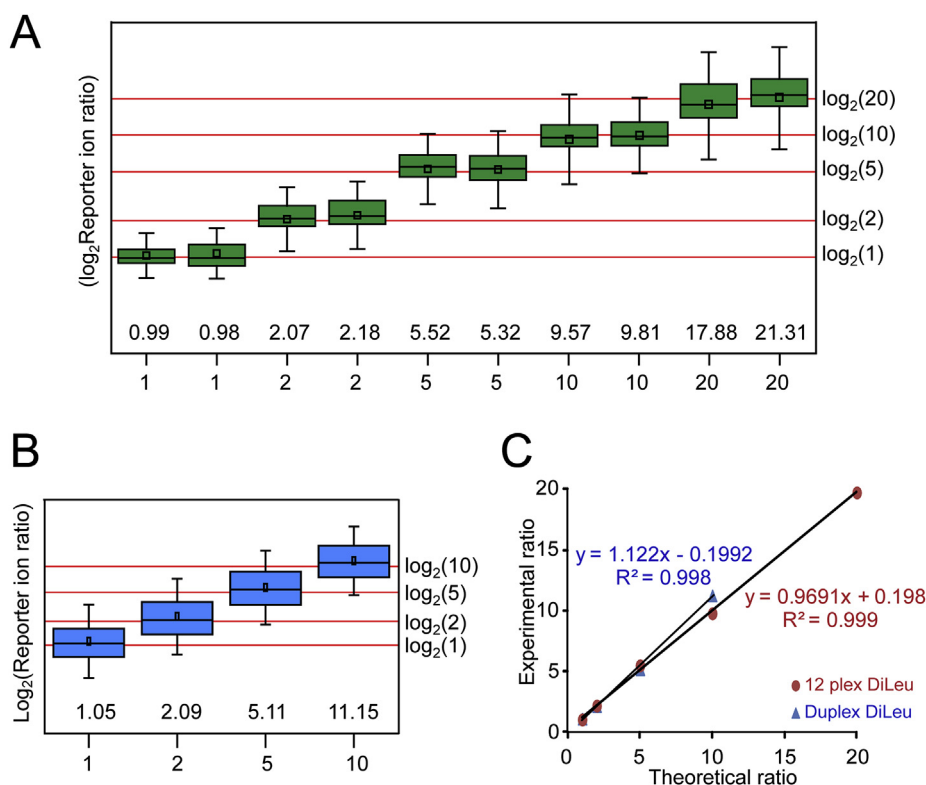 A
(log₂Reporter ion ratio)
log₂(20)
log₂(10)
log₂(5)
log₂(2)
log₂(1)
0.99 0.98 2.07 2.18 5.52 5.32 9.57 9.81 17.88 21.31
1 1 2 2 5 5 10 10 20 20
B
Log₂(Reporter ion ratio)
log₂(10)
log₂(5)
log₂(2)
log₂(1)
1.05 2.09 5.11 11.15
1 2 5 10
C
Experimental ratio
20
15
10
5
0
y = 1.122x - 0.1992
R² = 0.998
y = 0.9691x + 0.198
R² = 0.999
12 plex DiLeu
Duplex DiLeu
0 5 10 15 20
Theoretical ratio